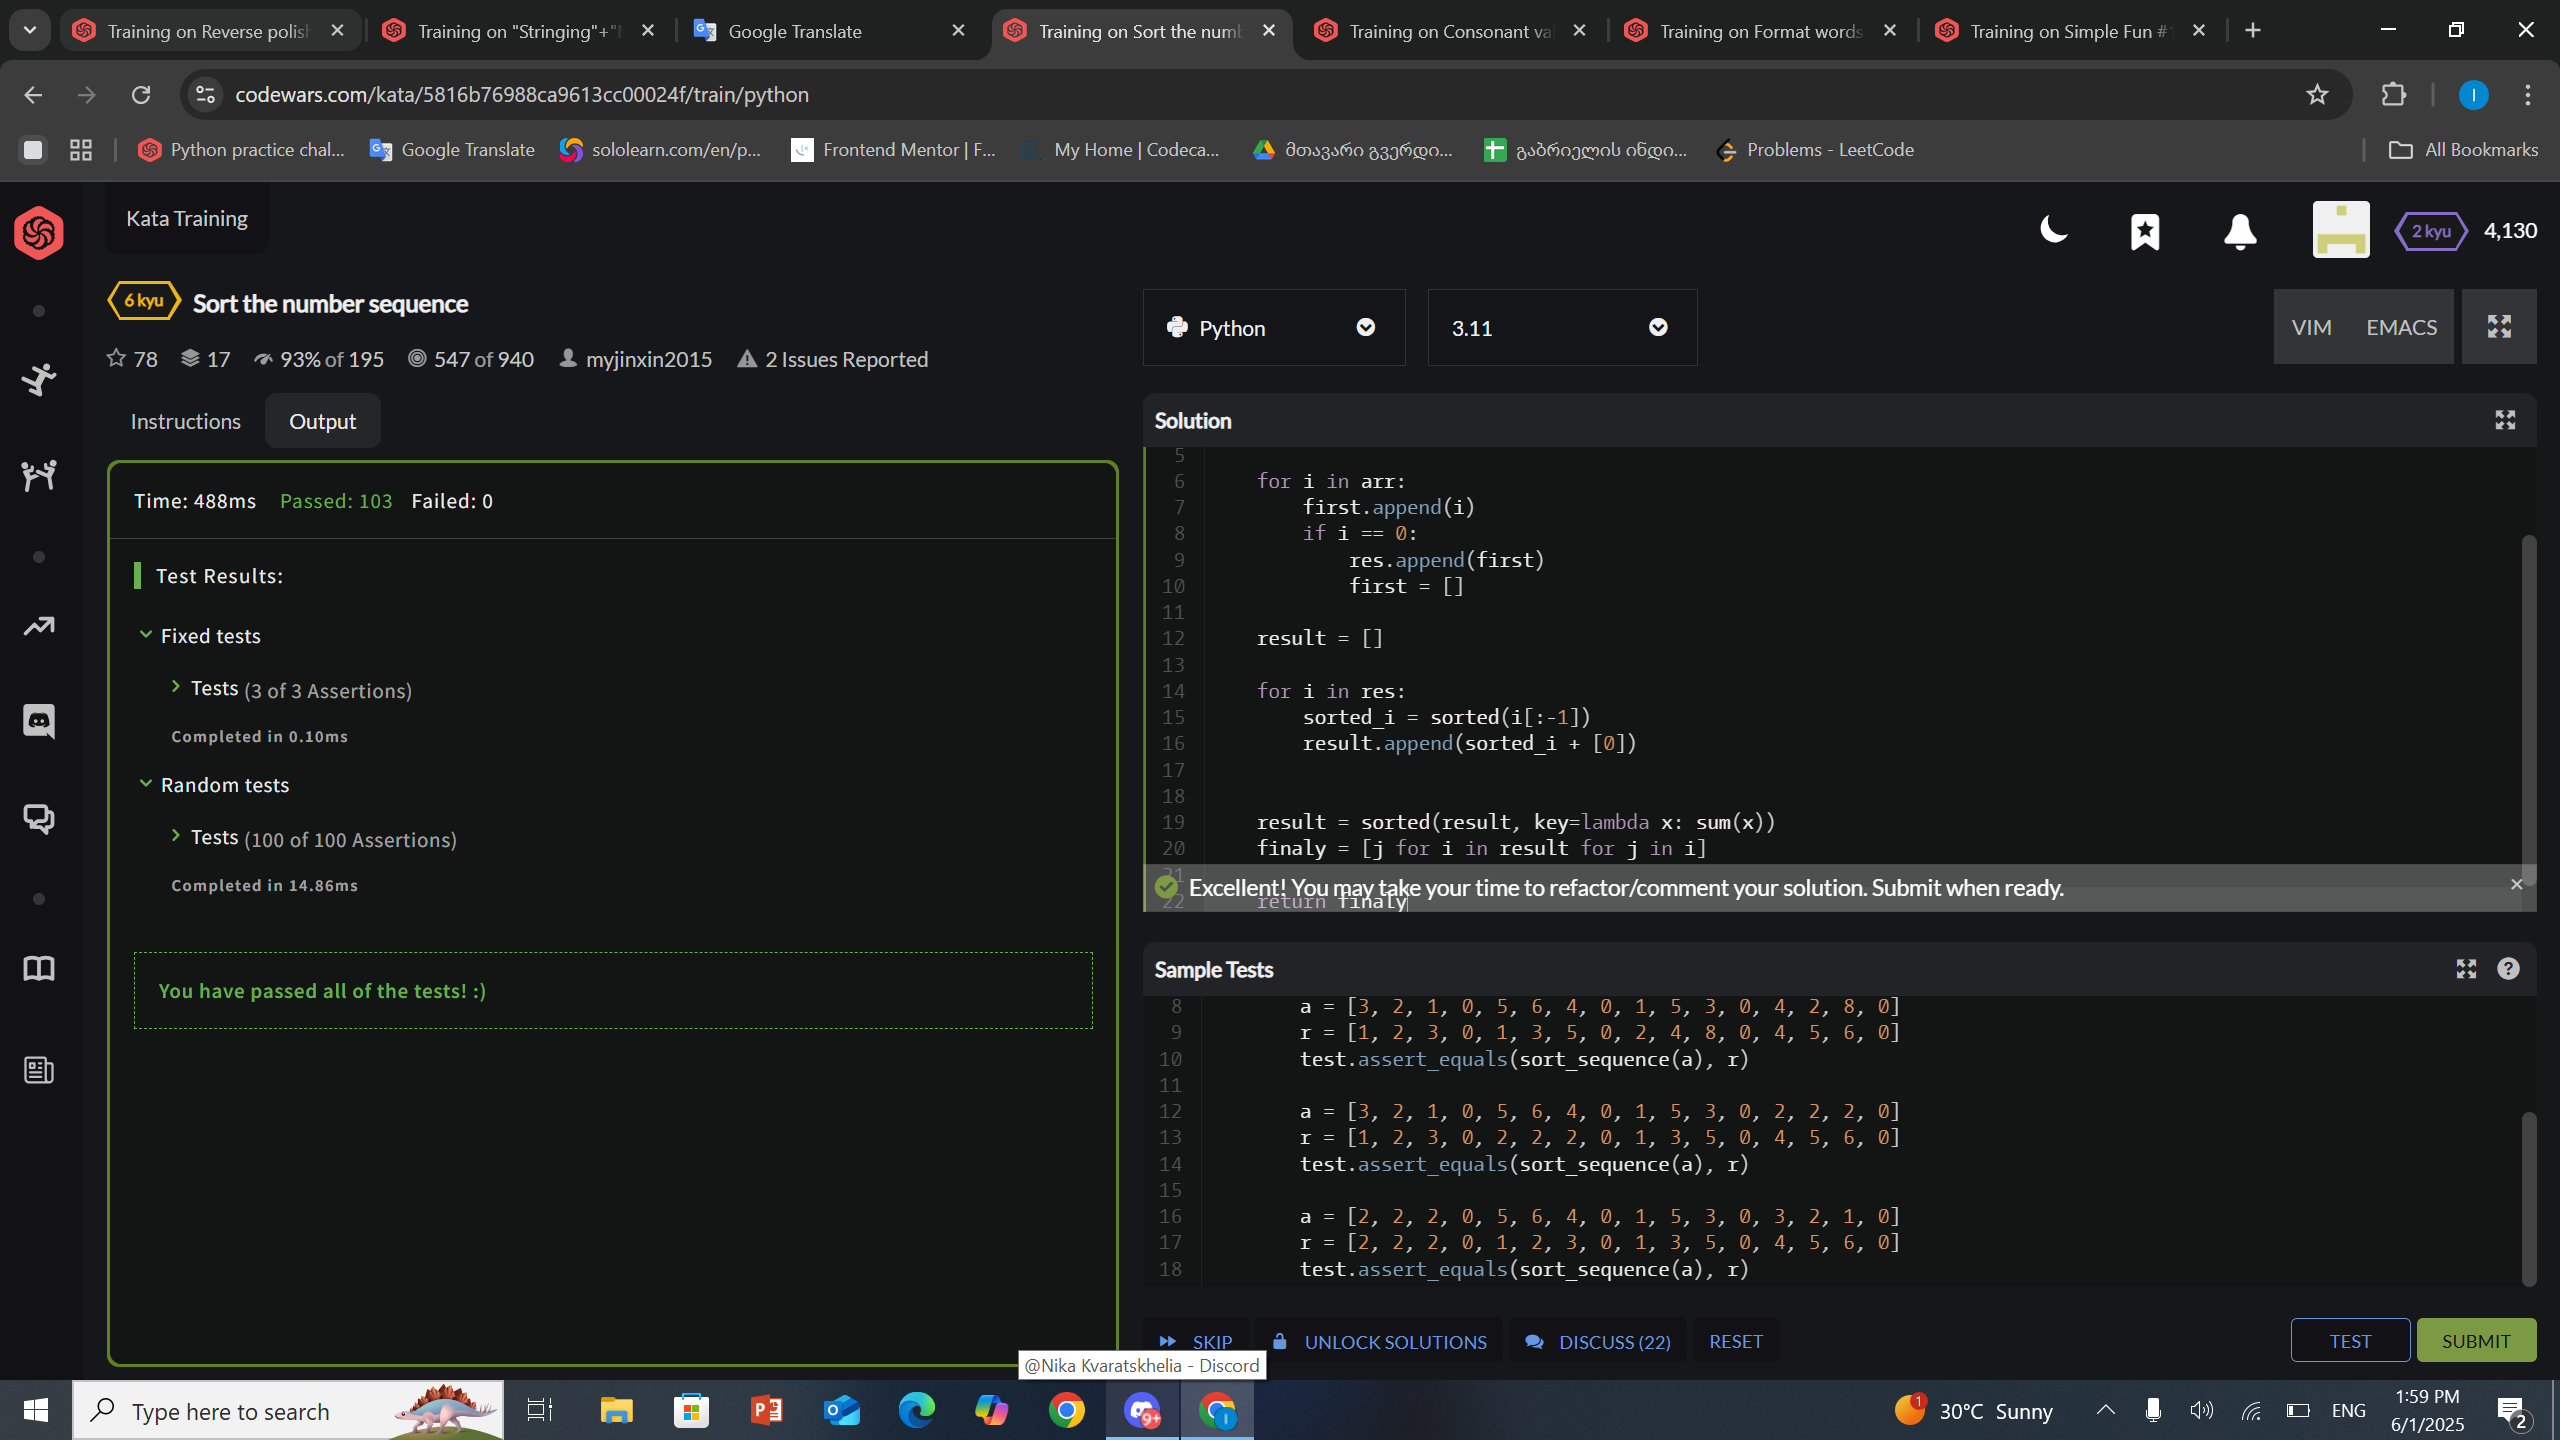 Training on Reverse polish
Training on "Stringing"+"
Google Translate
Training on Sort the numb
Training on Consonant va
Training on Format words
Training on Simple Fun #
codewars.com/kata/5816b76988ca9613cc00024f/train/python
I
Python practice chal...
Google Translate
sololearn.com/en/p...
Frontend Mentor | F...
My Home | Codeca...
მთავარი გვერდი...
გაბრიელის ინდი...
Problems - LeetCode
All Bookmarks
Kata Training
2 kyu
4,130
6 kyu
Sort the number sequence
78
17
93% of 195
547 of 940
myjinxin2015
2 Issues Reported
Python
3.11
VIM
EMACS
Instructions
Output
Time: 488ms
Passed: 103
Failed: 0
Test Results:
Fixed tests
Tests (3 of 3 Assertions)
Completed in 0.10ms
Random tests
Tests (100 of 100 Assertions)
Completed in 14.86ms
You have passed all of the tests! :)
Solution
5
6 for i in arr:
7 first.append(i)
8 if i == 0:
9 res.append(first)
10 first = []
11
12 result = []
13
14 for i in res:
15 sorted_i = sorted(i[:-1])
16 result.append(sorted_i + [0])
17
18
19 result = sorted(result, key=lambda x: sum(x))
20 finaly = [j for i in result for j in i]
21
Excellent! You may take your time to refactor/comment your solution. Submit when ready.
22 return finaly
Sample Tests
8 a = [3, 2, 1, 0, 5, 6, 4, 0, 1, 5, 3, 0, 4, 2, 8, 0]
9 r = [1, 2, 3, 0, 1, 3, 5, 0, 2, 4, 8, 0, 4, 5, 6, 0]
10 test.assert_equals(sort_sequence(a), r)
11
12 a = [3, 2, 1, 0, 5, 6, 4, 0, 1, 5, 3, 0, 2, 2, 2, 0]
13 r = [1, 2, 3, 0, 2, 2, 2, 0, 1, 3, 5, 0, 4, 5, 6, 0]
14 test.assert_equals(sort_sequence(a), r)
15
16 a = [2, 2, 2, 0, 5, 6, 4, 0, 1, 5, 3, 0, 3, 2, 1, 0]
17 r = [2, 2, 2, 0, 1, 2, 3, 0, 1, 3, 5, 0, 4, 5, 6, 0]
18 test.assert_equals(sort_sequence(a), r)
SKIP
UNLOCK SOLUTIONS
DISCUSS (22)
RESET
TEST
SUBMIT
@Nika Kvaratskhelia - Discord
Type here to search
9+
1
30°C Sunny
ENG
1:59 PM
6/1/2025
2